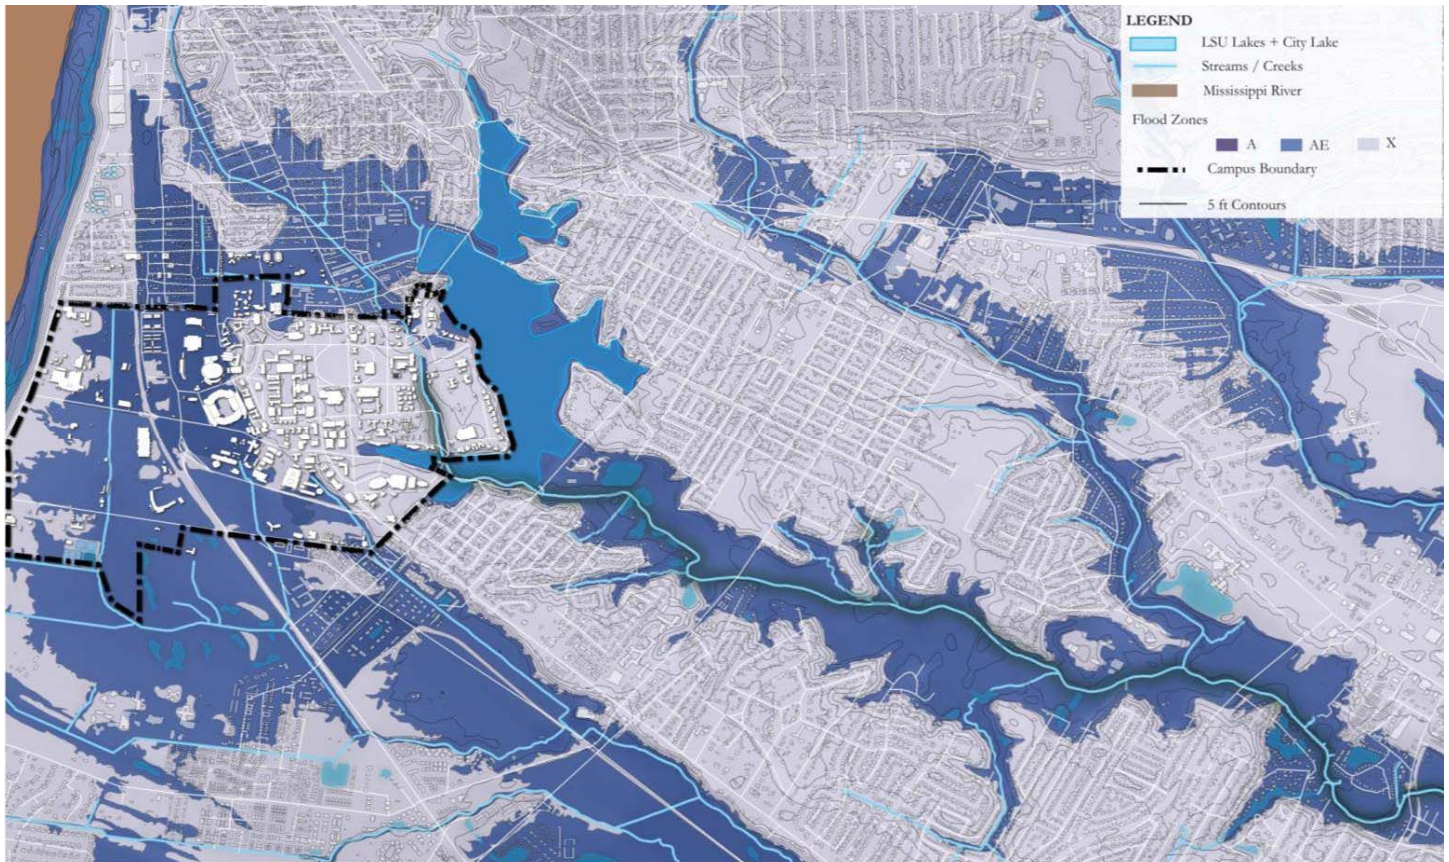 LEGEND
LSU Lakes + City Lake
Streams / Creeks
Mississippi River
Flood Zones
A AE X
Campus Boundary
5 ft Contours